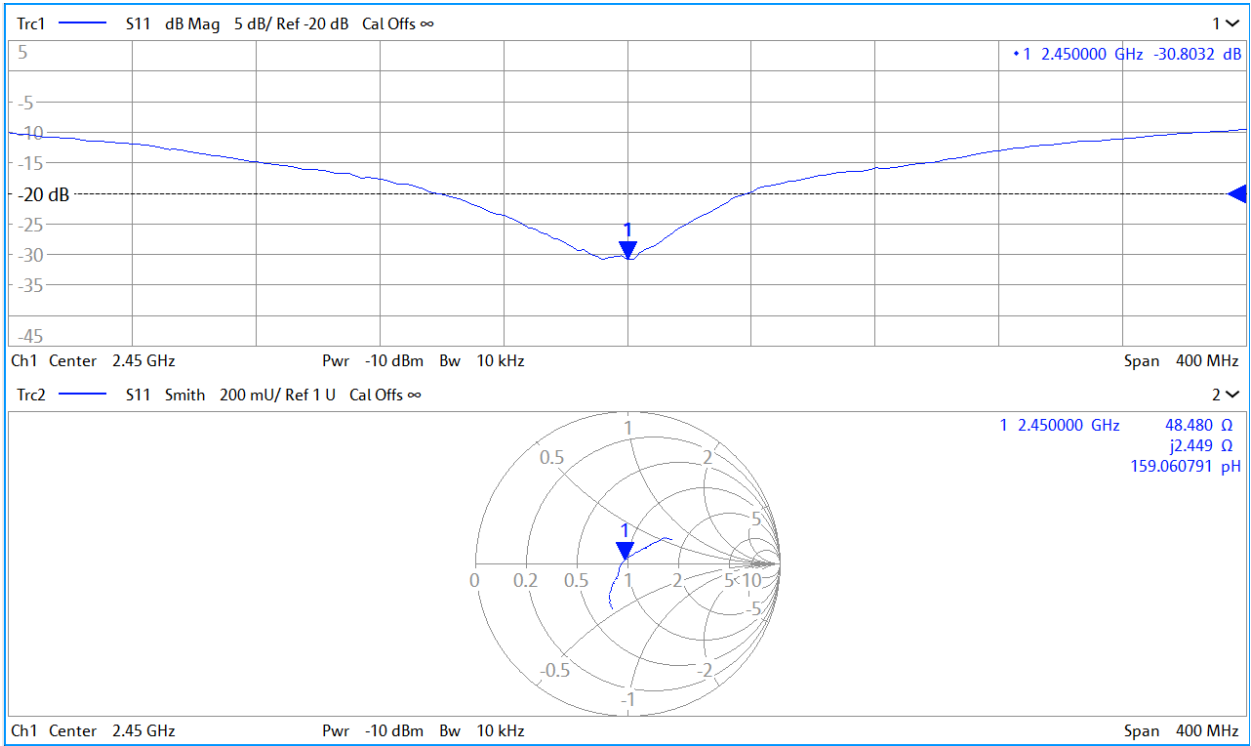 Trc1 S11 dB Mag 5 dB/ Ref -20 dB Cal Offs ∞ 1
5
•1 2.450000 GHz -30.8032 dB
-5
-10
-15
-20 dB
-25
1
-30
-35
-45
Ch1 Center 2.45 GHz Pwr -10 dBm Bw 10 kHz Span 400 MHz
Trc2 S11 Smith 200 mU/ Ref 1 U Cal Offs ∞ 2
1 2.450000 GHz 48.480 Ω
j2.449 Ω
159.060791 pH
1
0.5 2
5
1
0 0.2 0.5 1 2 5 10
-5
-0.5 -2
-1
Ch1 Center 2.45 GHz Pwr -10 dBm Bw 10 kHz Span 400 MHz